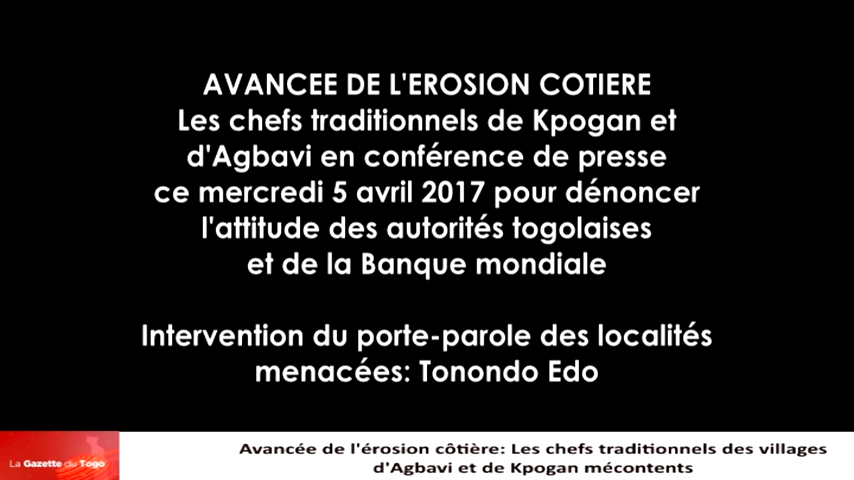 AVANCEE DE L'EROSION COTIERE
Les chefs traditionnels de Kpogan et
d'Agbavi en conférence de presse
ce mercredi 5 avril 2017 pour dénoncer
l'attitude des autorités togolaises
et de la Banque mondiale
Intervention du porte-parole des localités
menacées: Tonondo Edo
La Gazette du Togo
Avancée de l'érosion côtière: Les chefs traditionnels des villages
d'Agbavi et de Kpogan mécontents